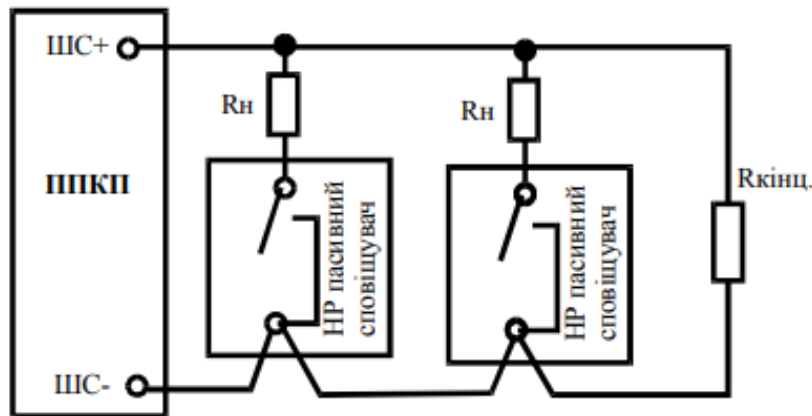 ШС+
Rн
Rн
ППКП
Rкінц.
НР пасивний
сповіщувач
НР пасивний
сповіщувач
ШС-